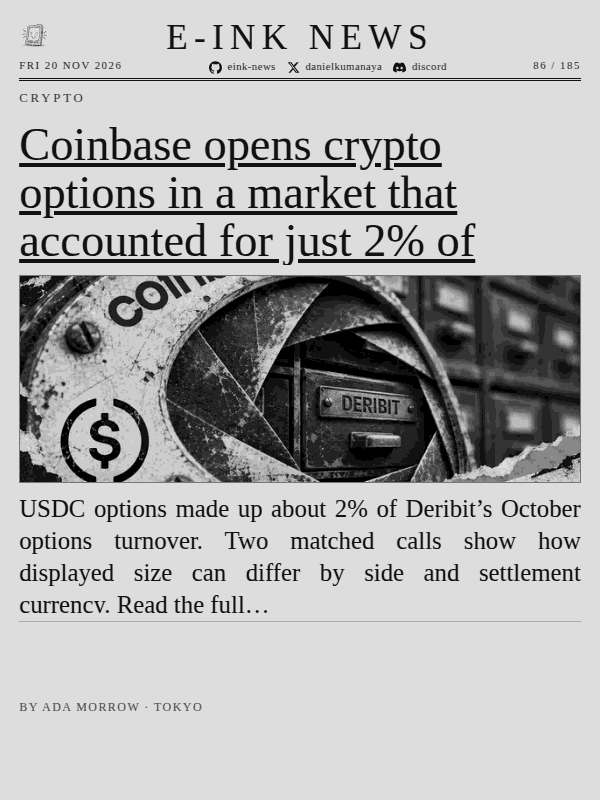 E-INK NEWS
FRI 20 NOV 2026
eink-news danielkumanaya discord
86 / 185
CRYPTO
Coinbase opens crypto
options in a market that
accounted for just 2% of
coin
DERIBIT
$
USDC options made up about 2% of Deribit’s October
options turnover. Two matched calls show how
displayed size can differ by side and settlement
currency. Read the full…
BY ADA MORROW · TOKYO